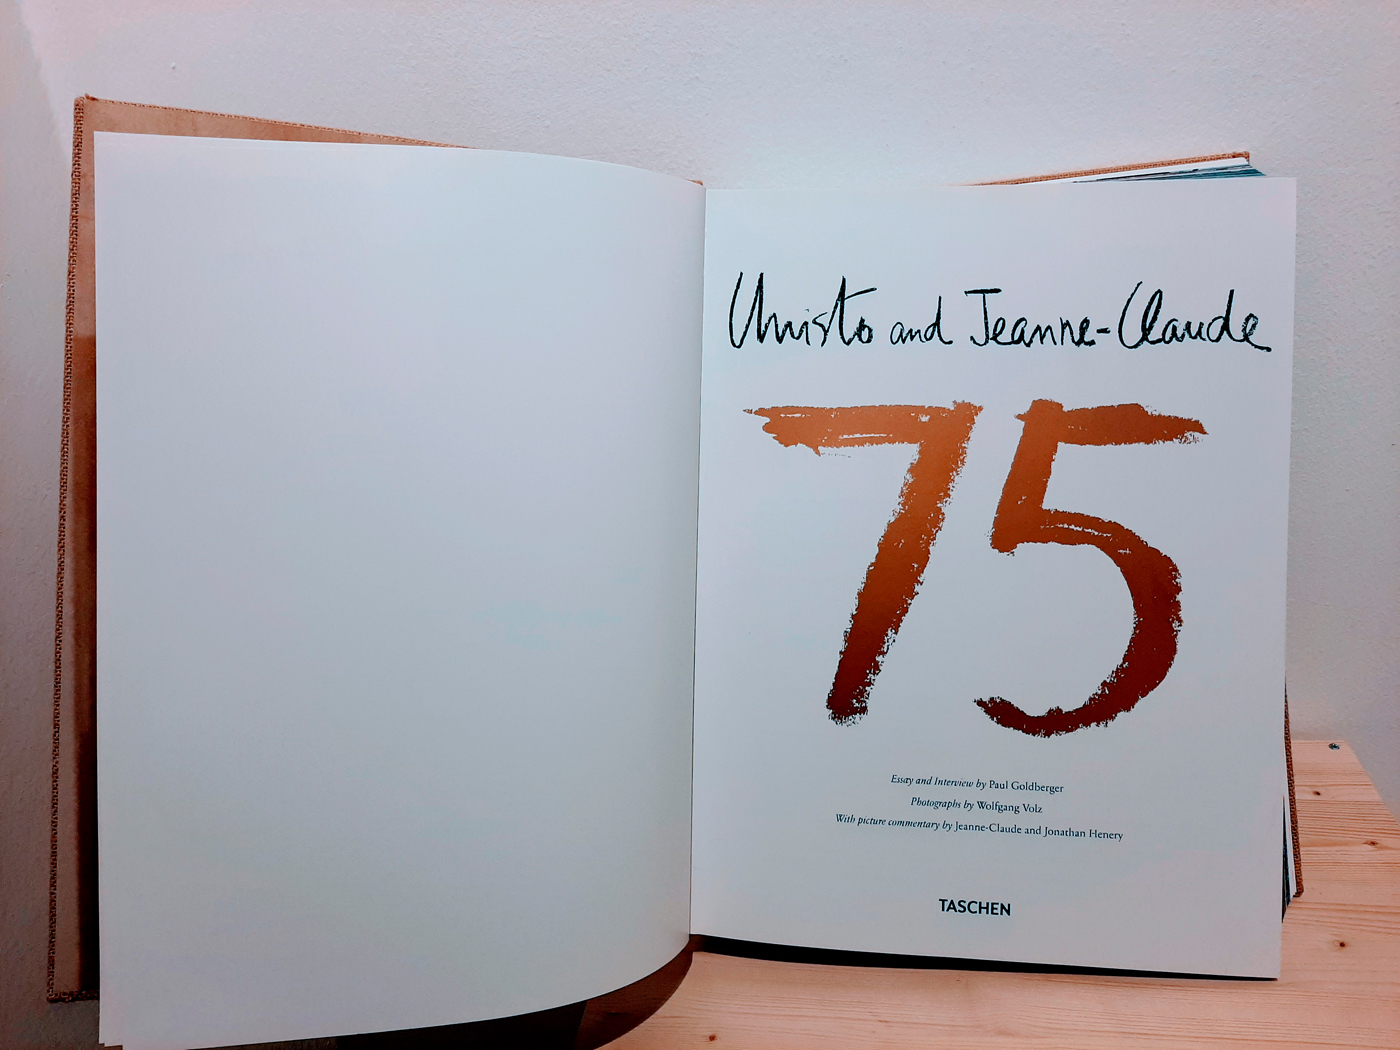 Christo and Jeanne-Claude
75
Essay and Interview by Paul Goldberger
Photographs by Wolfgang Volz
With picture commentary by Jeanne-Claude and Jonathan Henery
TASCHEN